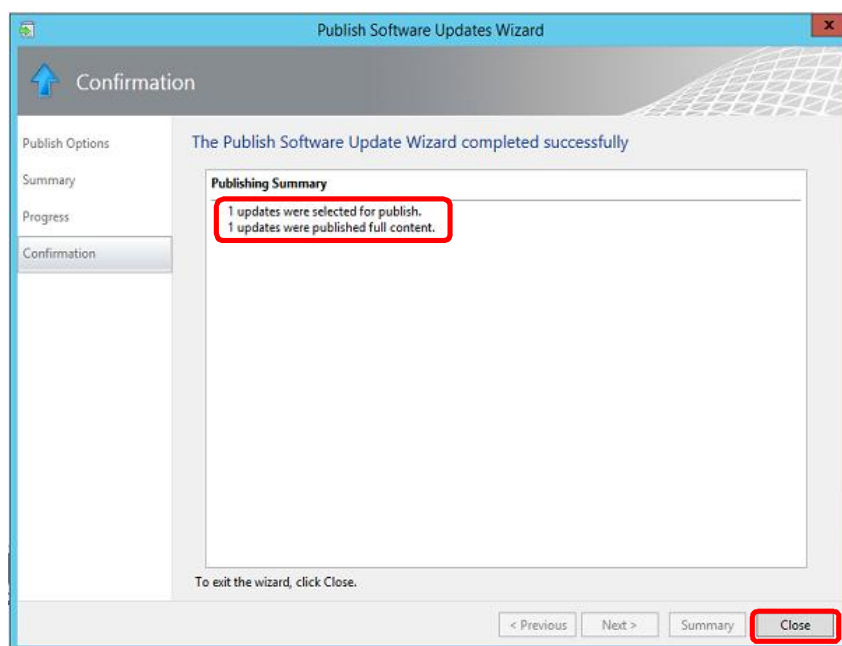 Publish Software Updates Wizard
x
Confirmation
Publish Options
Summary
Progress
Confirmation
The Publish Software Update Wizard completed successfully
Publishing Summary
1 updates were selected for publish.
1 updates were published full content.
To exit the wizard, click Close.
< Previous
Next >
Summary
Close